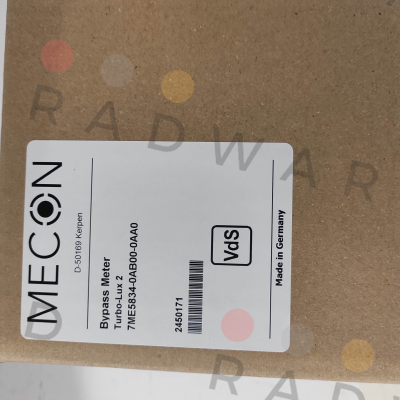 MECON
D-50169 Kerpen
Bypass Meter
Turbo-Lux 2
7ME5834-0AB00-0AA0
2450171
VdS
Made in Germany
RADWAR
RADWAR